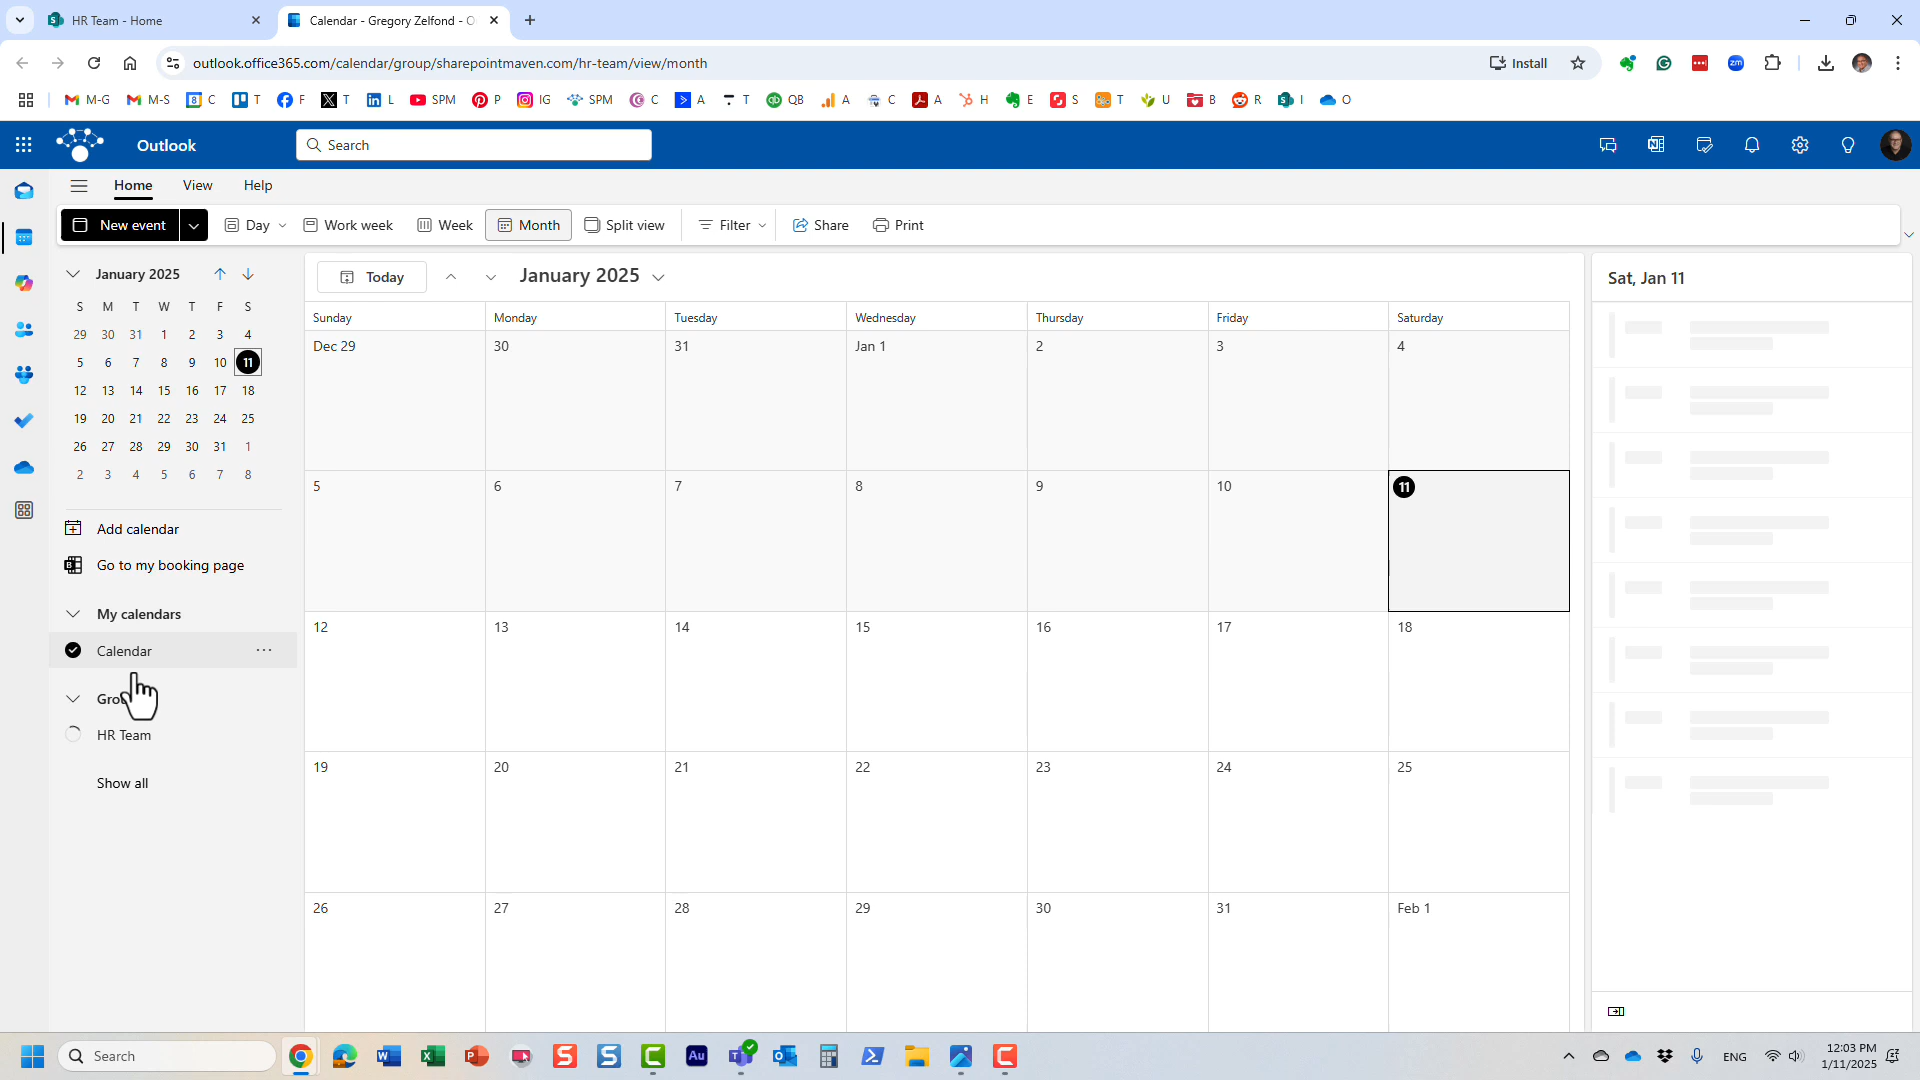 HR Team - Home
Calendar - Gregory Zelfond - O
outlook.office365.com/calendar/group/sharepointmaven.com/hr-team/view/month
Install
M-G M-S C T F T L SPM P IG SPM C A T QB A C A H E S T U B R I O
Outlook
Search
Home View Help
New event Day Work week Week Month Split view Filter Share Print
January 2025
S M T W T F S
29 30 31 1 2 3 4
5 6 7 8 9 10 11
12 13 14 15 16 17 18
19 20 21 22 23 24 25
26 27 28 29 30 31 1
2 3 4 5 6 7 8
Add calendar
Go to my booking page
My calendars
Calendar
HR Team
Show all
Today January 2025
Sunday Monday Tuesday Wednesday Thursday Friday Saturday
Dec 29 30 31 Jan 1 2 3 4
5 6 7 8 9 10 11
12 13 14 15 16 17 18
19 20 21 22 23 24 25
26 27 28 29 30 31 Feb 1
Sat, Jan 11
Search
ENG
12:03 PM
1/11/2025